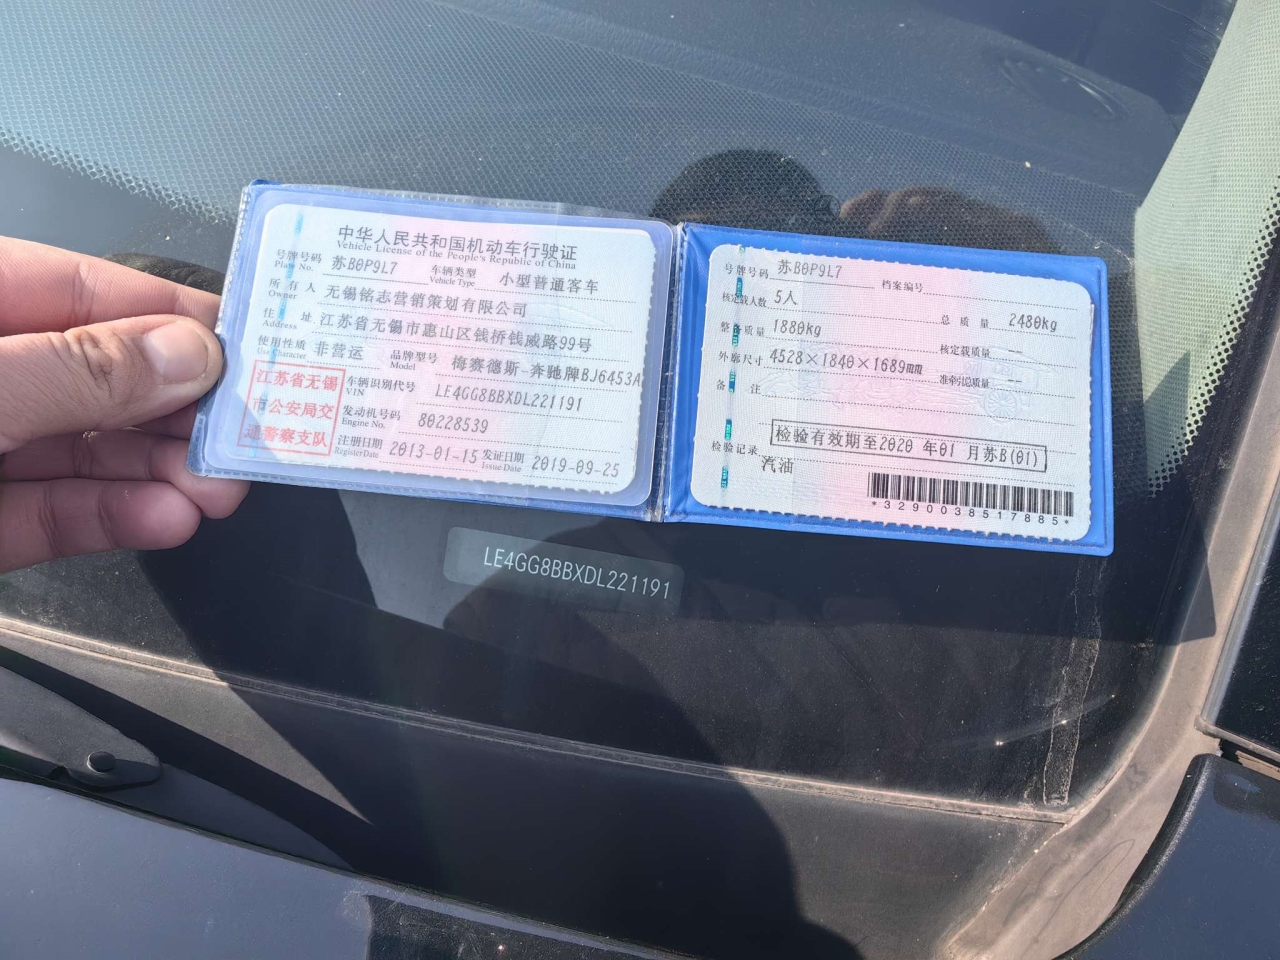 中华人民共和国机动车行驶证
Vehicle License of the People's Republic of China
号牌号码 苏B0P9L7 车辆类型 小型普通客车
Plate No. Vehicle Type
所有人 无锡铭志营销策划有限公司
Owner
住址 江苏省无锡市惠山区钱桥钱威路99号
Address
使用性质 非营运 品牌型号 梅赛德斯-奔驰牌BJ6453A
Use Character Model
江苏省无锡
市公安局交
通警察支队
车辆识别代号 LE4GG8BBXDL221191
VIN
发动机号码 80228539
Engine No.
注册日期 2013-01-15 发证日期 2019-09-25
Register Date Issue Date
号牌号码 苏B0P9L7 档案编号
核定载人数 5人 总质量 2480kg
整备质量 1880kg 核定载质量 --
外廓尺寸 4528×1840×1689mm 准牵引总质量 --
备注
检验有效期至2020年01月苏B(01)
检验记录
汽油
*3290038517885*
LE4GG8BBXDL221191